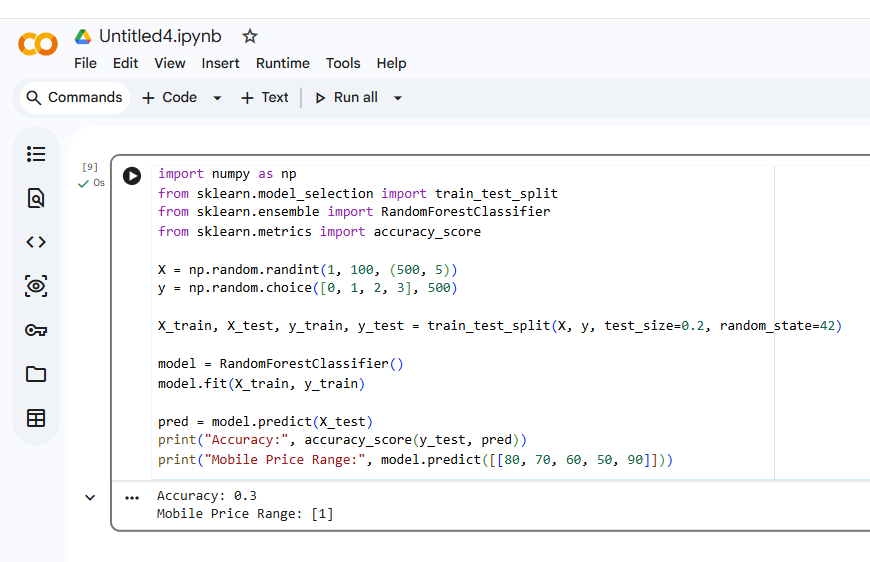 Untitled4.ipynb
File Edit View Insert Runtime Tools Help
Commands + Code + Text Run all
[9]
0s
import numpy as np
from sklearn.model_selection import train_test_split
from sklearn.ensemble import RandomForestClassifier
from sklearn.metrics import accuracy_score
X = np.random.randint(1, 100, (500, 5))
y = np.random.choice([0, 1, 2, 3], 500)
X_train, X_test, y_train, y_test = train_test_split(X, y, test_size=0.2, random_state=42)
model = RandomForestClassifier()
model.fit(X_train, y_train)
pred = model.predict(X_test)
print("Accuracy:", accuracy_score(y_test, pred))
print("Mobile Price Range:", model.predict([[80, 70, 60, 50, 90]]))
Accuracy: 0.3
Mobile Price Range: [1]